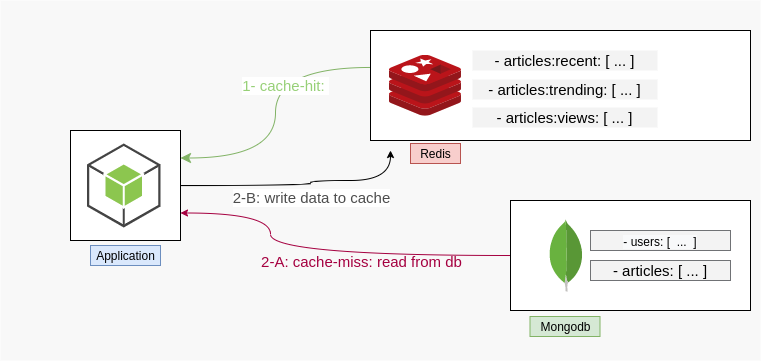 1- cache-hit:
- articles:recent: [ ... ]
- articles:trending: [ ... ]
- articles:views: [ ... ]
Redis
2-B: write data to cache
Application
2-A: cache-miss: read from db
- users: [ ... ]
- articles: [ ... ]
Mongodb